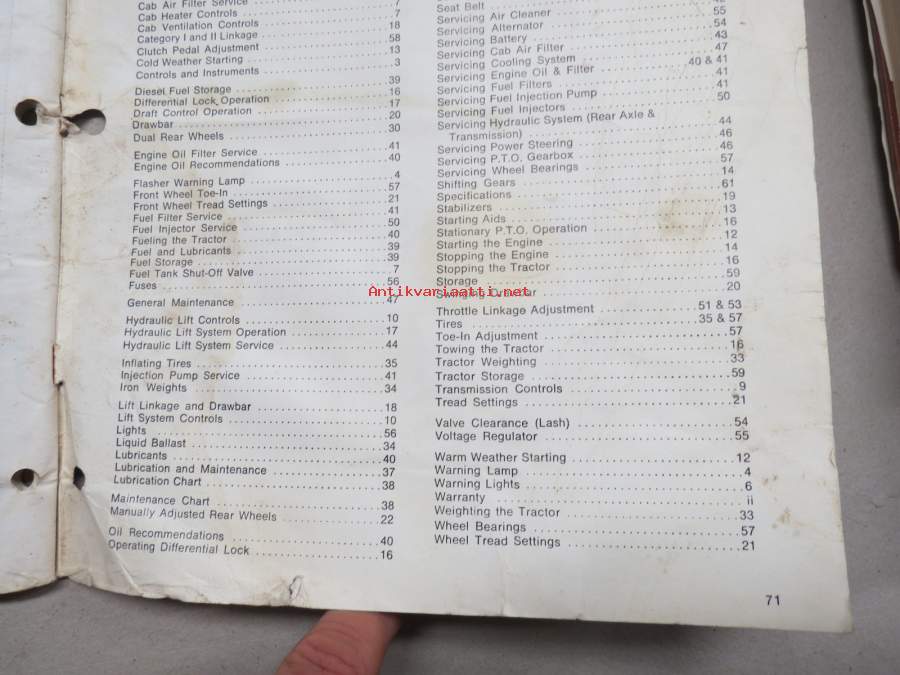 Cab Air Filter Service 7
Cab Heater Controls 7
Cab Ventilation Controls 18
Category I and II Linkage 58
Clutch Pedal Adjustment 13
Cold Weather Starting 3
Controls and Instruments
Diesel Fuel Storage 39
Differential Lock Operation 16
Draft Control Operation 17
Drawbar 20
Dual Rear Wheels 30
Engine Oil Filter Service 41
Engine Oil Recommendations 40
Flasher Warning Lamp 4
Front Wheel Toe-In 57
Front Wheel Tread Settings 21
Fuel Filter Service 41
Fuel Injector Service 50
Fueling the Tractor 40
Fuel and Lubricants 39
Fuel Storage 39
Fuel Tank Shut-Off Valve 7
Fuses 56
General Maintenance 47
Hydraulic Lift Controls 10
Hydraulic Lift System Operation 17
Hydraulic Lift System Service 44
Inflating Tires 35
Injection Pump Service 41
Iron Weights 34
Lift Linkage and Drawbar 18
Lift System Controls 10
Lights 56
Liquid Ballast 34
Lubricants 40
Lubrication and Maintenance 37
Lubrication Chart 38
Maintenance Chart 38
Manually Adjusted Rear Wheels 22
Oil Recommendations 40
Operating Differential Lock 16
Seat Belt
Servicing Air Cleaner 55
Servicing Alternator 54
Servicing Battery 43
Servicing Cab Air Filter 47
Servicing Cooling System 40 & 41
Servicing Engine Oil & Filter 41
Servicing Fuel Filters 41
Servicing Fuel Injection Pump 50
Servicing Fuel Injectors
Servicing Hydraulic System (Rear Axle &
Transmission) 44
Servicing Power Steering 46
Servicing P.T.O. Gearbox 46
Servicing Wheel Bearings 57
Shifting Gears 14
Specifications 61
Stabilizers 19
Starting Aids 13
Stationary P.T.O. Operation 16
Starting the Engine 12
Stopping the Engine 14
Stopping the Tractor 16
Storage 59
Swinging Drawbar 20
Throttle Linkage Adjustment 51 & 53
Tires 35 & 57
Toe-In Adjustment 57
Towing the Tractor 16
Tractor Weighting 33
Tractor Storage 59
Transmission Controls 9
Tread Settings 21
Valve Clearance (Lash) 54
Voltage Regulator 55
Warm Weather Starting 12
Warning Lamp 4
Warning Lights 6
Warranty ii
Weighting the Tractor 33
Wheel Bearings 57
Wheel Tread Settings 21
71
Antikvariaatti.net